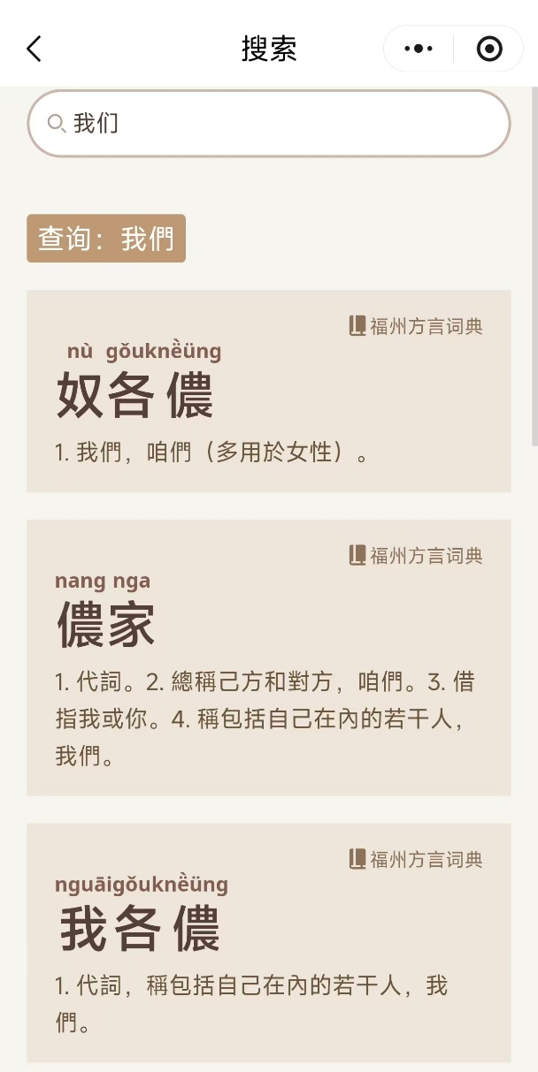 搜索
我们
查询：我們
福州方言词典
nù gǒuknɛ̀üng
奴各儂
1. 我們，咱們（多用於女性）。
福州方言词典
nang nga
儂家
1. 代詞。2. 總稱己方和對方，咱們。3. 借
指我或你。4. 稱包括自己在內的若干人，
我們。
福州方言词典
nguāigǒuknȅüng
我各儂
1. 代詞，稱包括自己在內的若干人，我
們。